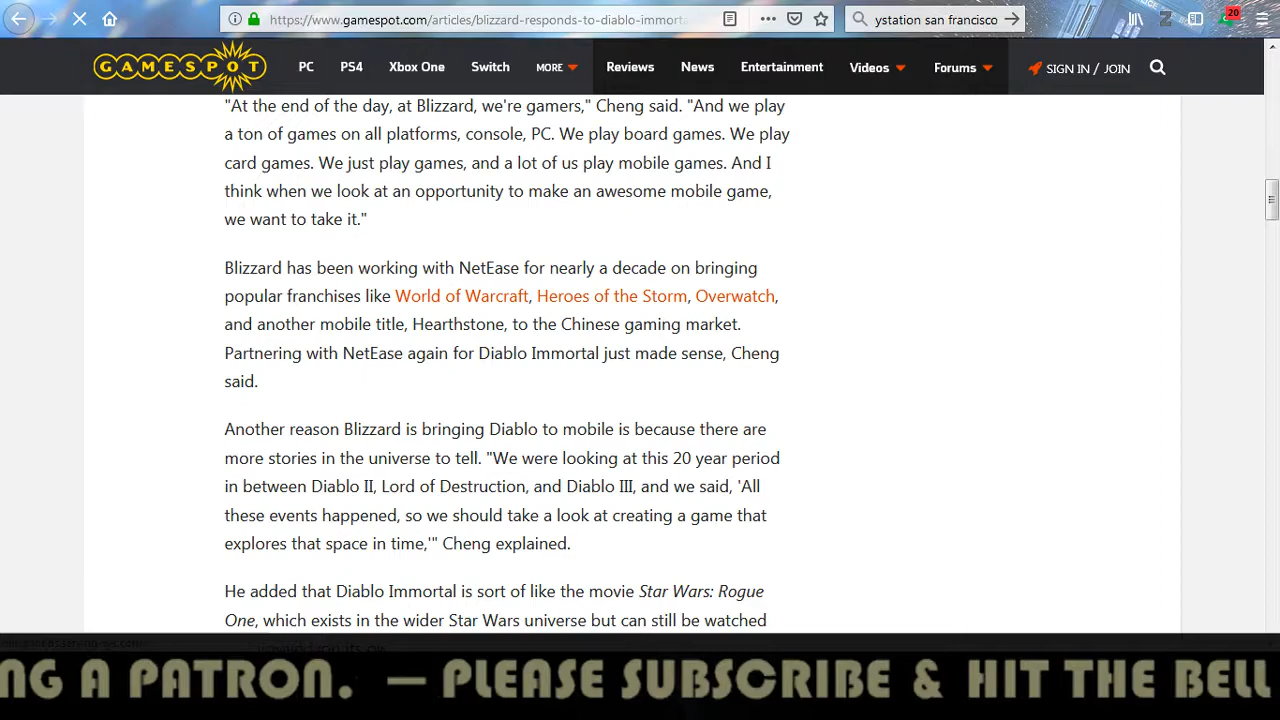 https://www.gamespot.com/articles/blizzard-responds-to-diablo-immorta
ystation san francisco
20
GAMESPOT
PC PS4 Xbox One Switch MORE Reviews News Entertainment Videos Forums SIGN IN / JOIN
"At the end of the day, at Blizzard, we're gamers," Cheng said. "And we play
a ton of games on all platforms, console, PC. We play board games. We play
card games. We just play games, and a lot of us play mobile games. And I
think when we look at an opportunity to make an awesome mobile game,
we want to take it."
Blizzard has been working with NetEase for nearly a decade on bringing
popular franchises like World of Warcraft, Heroes of the Storm, Overwatch,
and another mobile title, Hearthstone, to the Chinese gaming market.
Partnering with NetEase again for Diablo Immortal just made sense, Cheng
said.
Another reason Blizzard is bringing Diablo to mobile is because there are
more stories in the universe to tell. "We were looking at this 20 year period
in between Diablo II, Lord of Destruction, and Diablo III, and we said, 'All
these events happened, so we should take a look at creating a game that
explores that space in time,'" Cheng explained.
He added that Diablo Immortal is sort of like the movie Star Wars: Rogue
One, which exists in the wider Star Wars universe but can still be watched
NG A PATRON. — PLEASE SUBSCRIBE & HIT THE BELL